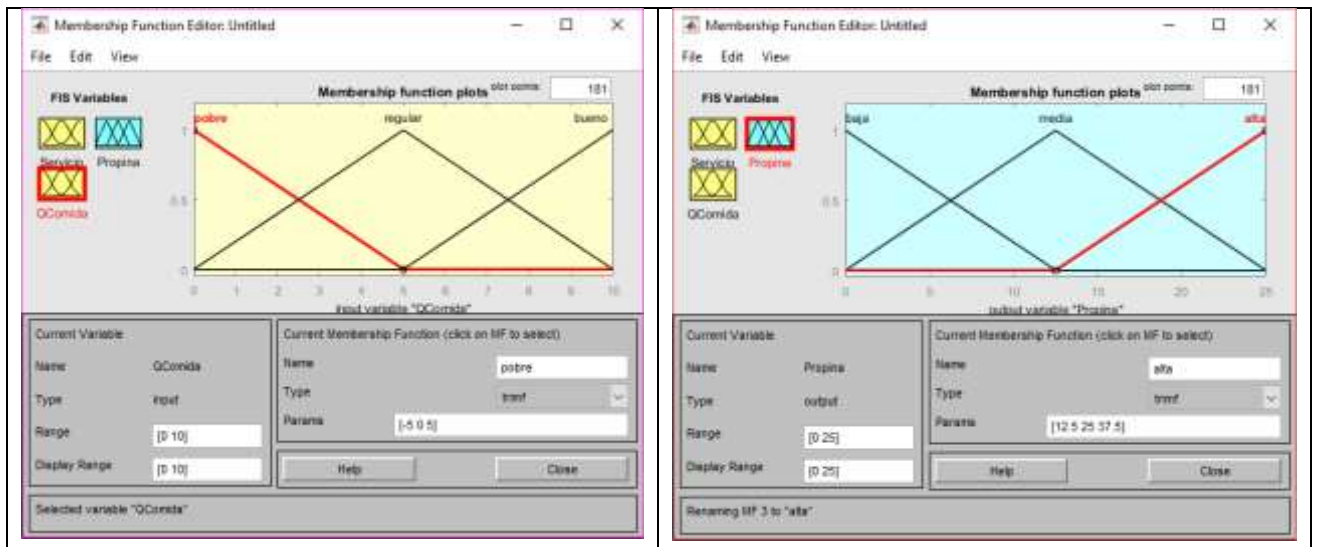 Membership Function Editor: Untitled
File Edit View
FIS Variables
Membership function plots
plot points:
181
pobre
regular
bueno
Servicio
Propina
QComida
1
0.5
0
0 1 2 3 4 5 6 7 8 9 10
input variable "QComida"
Current Variable
Name QComida
Type input
Range [0 10]
Display Range [0 10]
Current Membership Function (click on MF to select)
Name pobre
Type trimf
Params [-5 0 5]
Help
Close
Selected variable "QComida"
Membership Function Editor: Untitled
File Edit View
FIS Variables
Membership function plots
plot points:
181
baja
media
alta
Servicio
Propina
QComida
1
0.5
0
0 5 10 15 20 25
output variable "Propina"
Current Variable
Name Propina
Type output
Range [0 25]
Display Range [0 25]
Current Membership Function (click on MF to select)
Name alta
Type trimf
Params [12.5 25 37.5]
Help
Close
Renaming MF 3 to "alta"